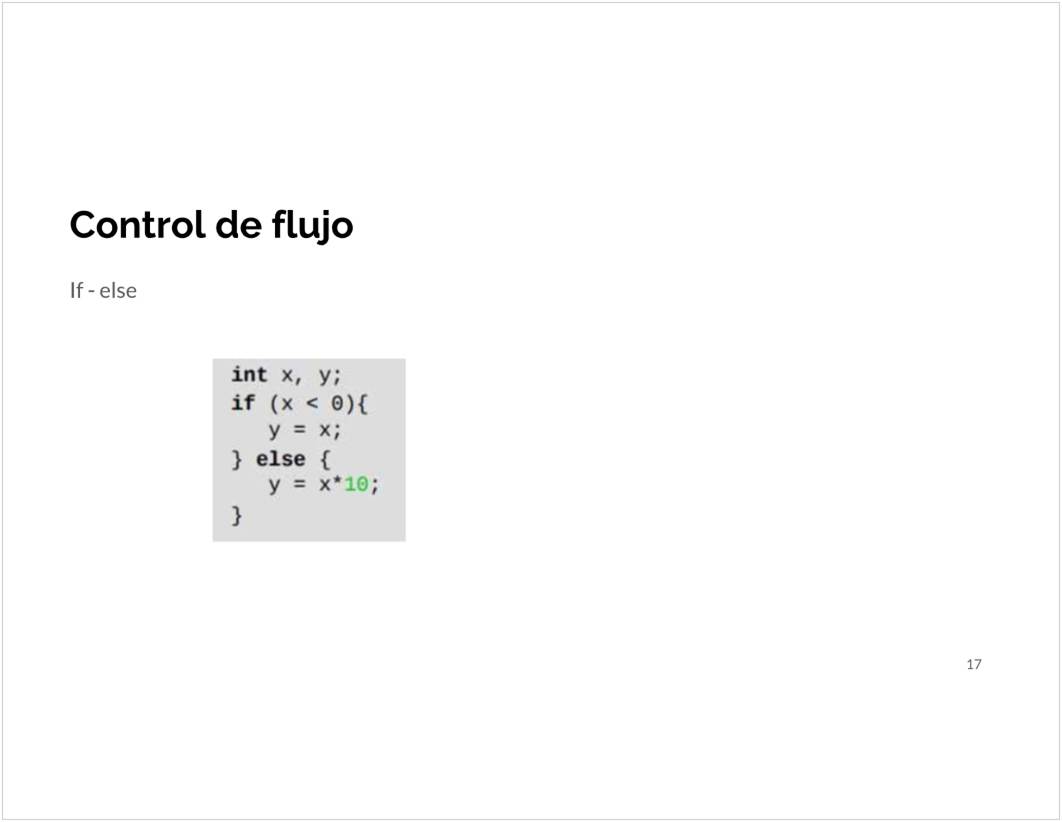 Control de flujo
If - else
int x, y;
if (x < 0){
   y = x;
} else {
   y = x*10;
}
17